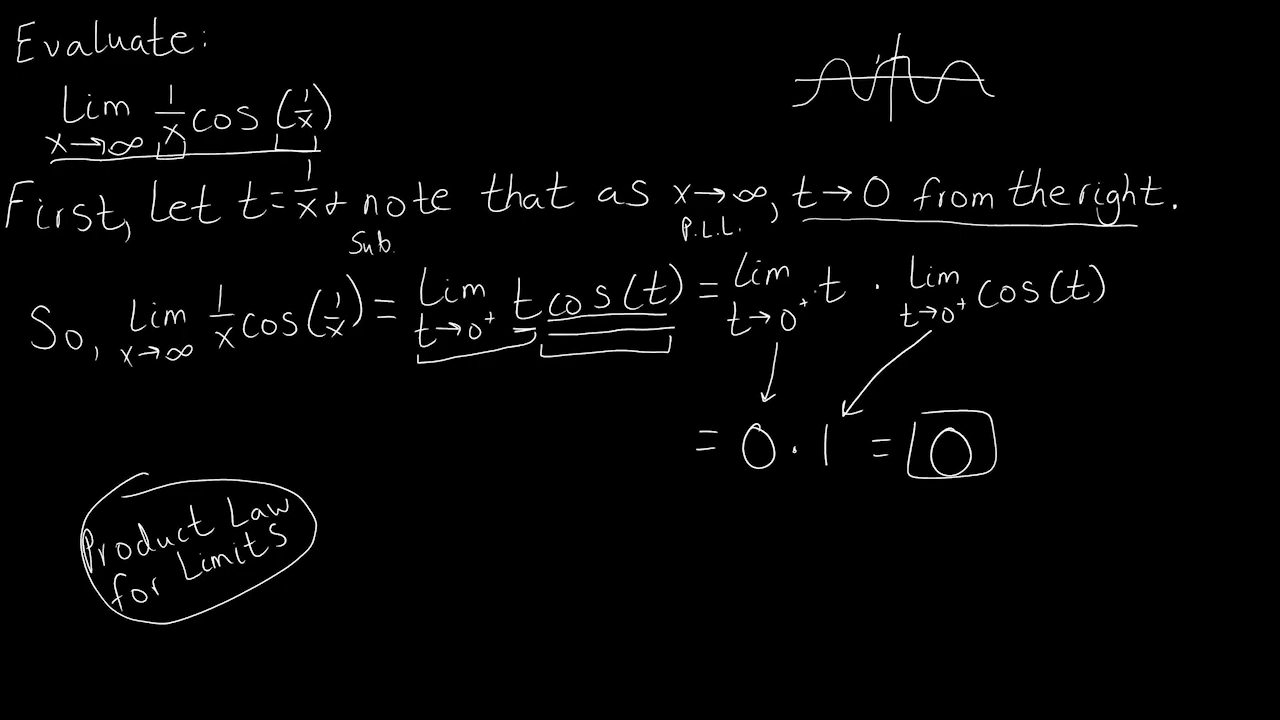 Evaluate:
Lim x→∞ 1/x cos (1/x)
First, Let t = 1/x & note that as x→∞, t→0 from the right.
Sub. P.L.L.
So, Lim x→∞ 1/x cos(1/x) = Lim t→0⁺ t cos(t) = Lim t→0⁺ t · Lim t→0⁺ cos(t)
= 0 · 1 = 0
Product Law
for Limits